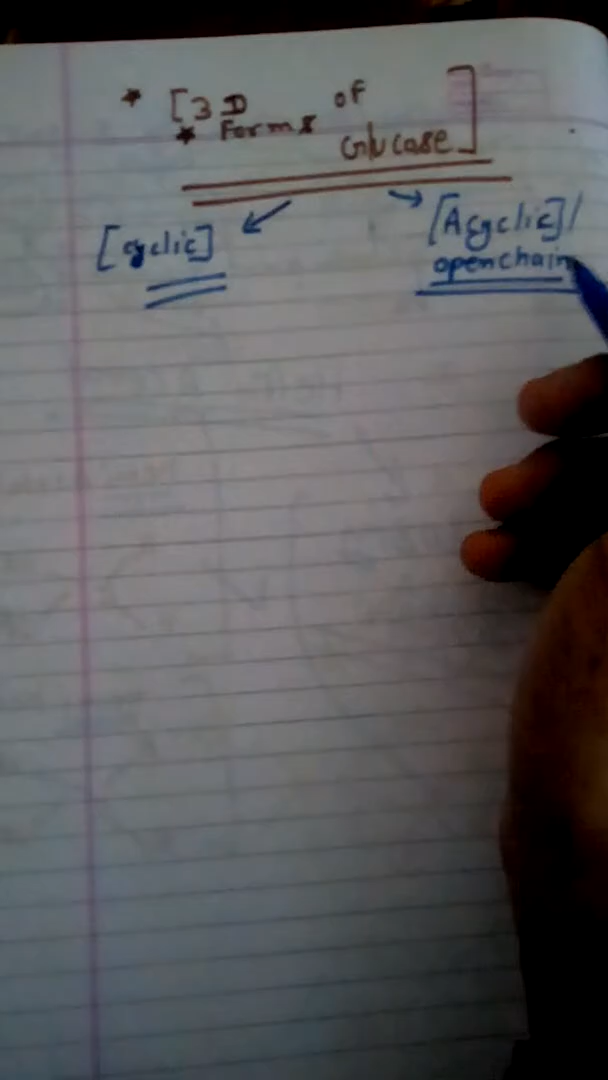 * [3D of
* Forms Glucose]
[cyclic] [Acyclic]/
openchain